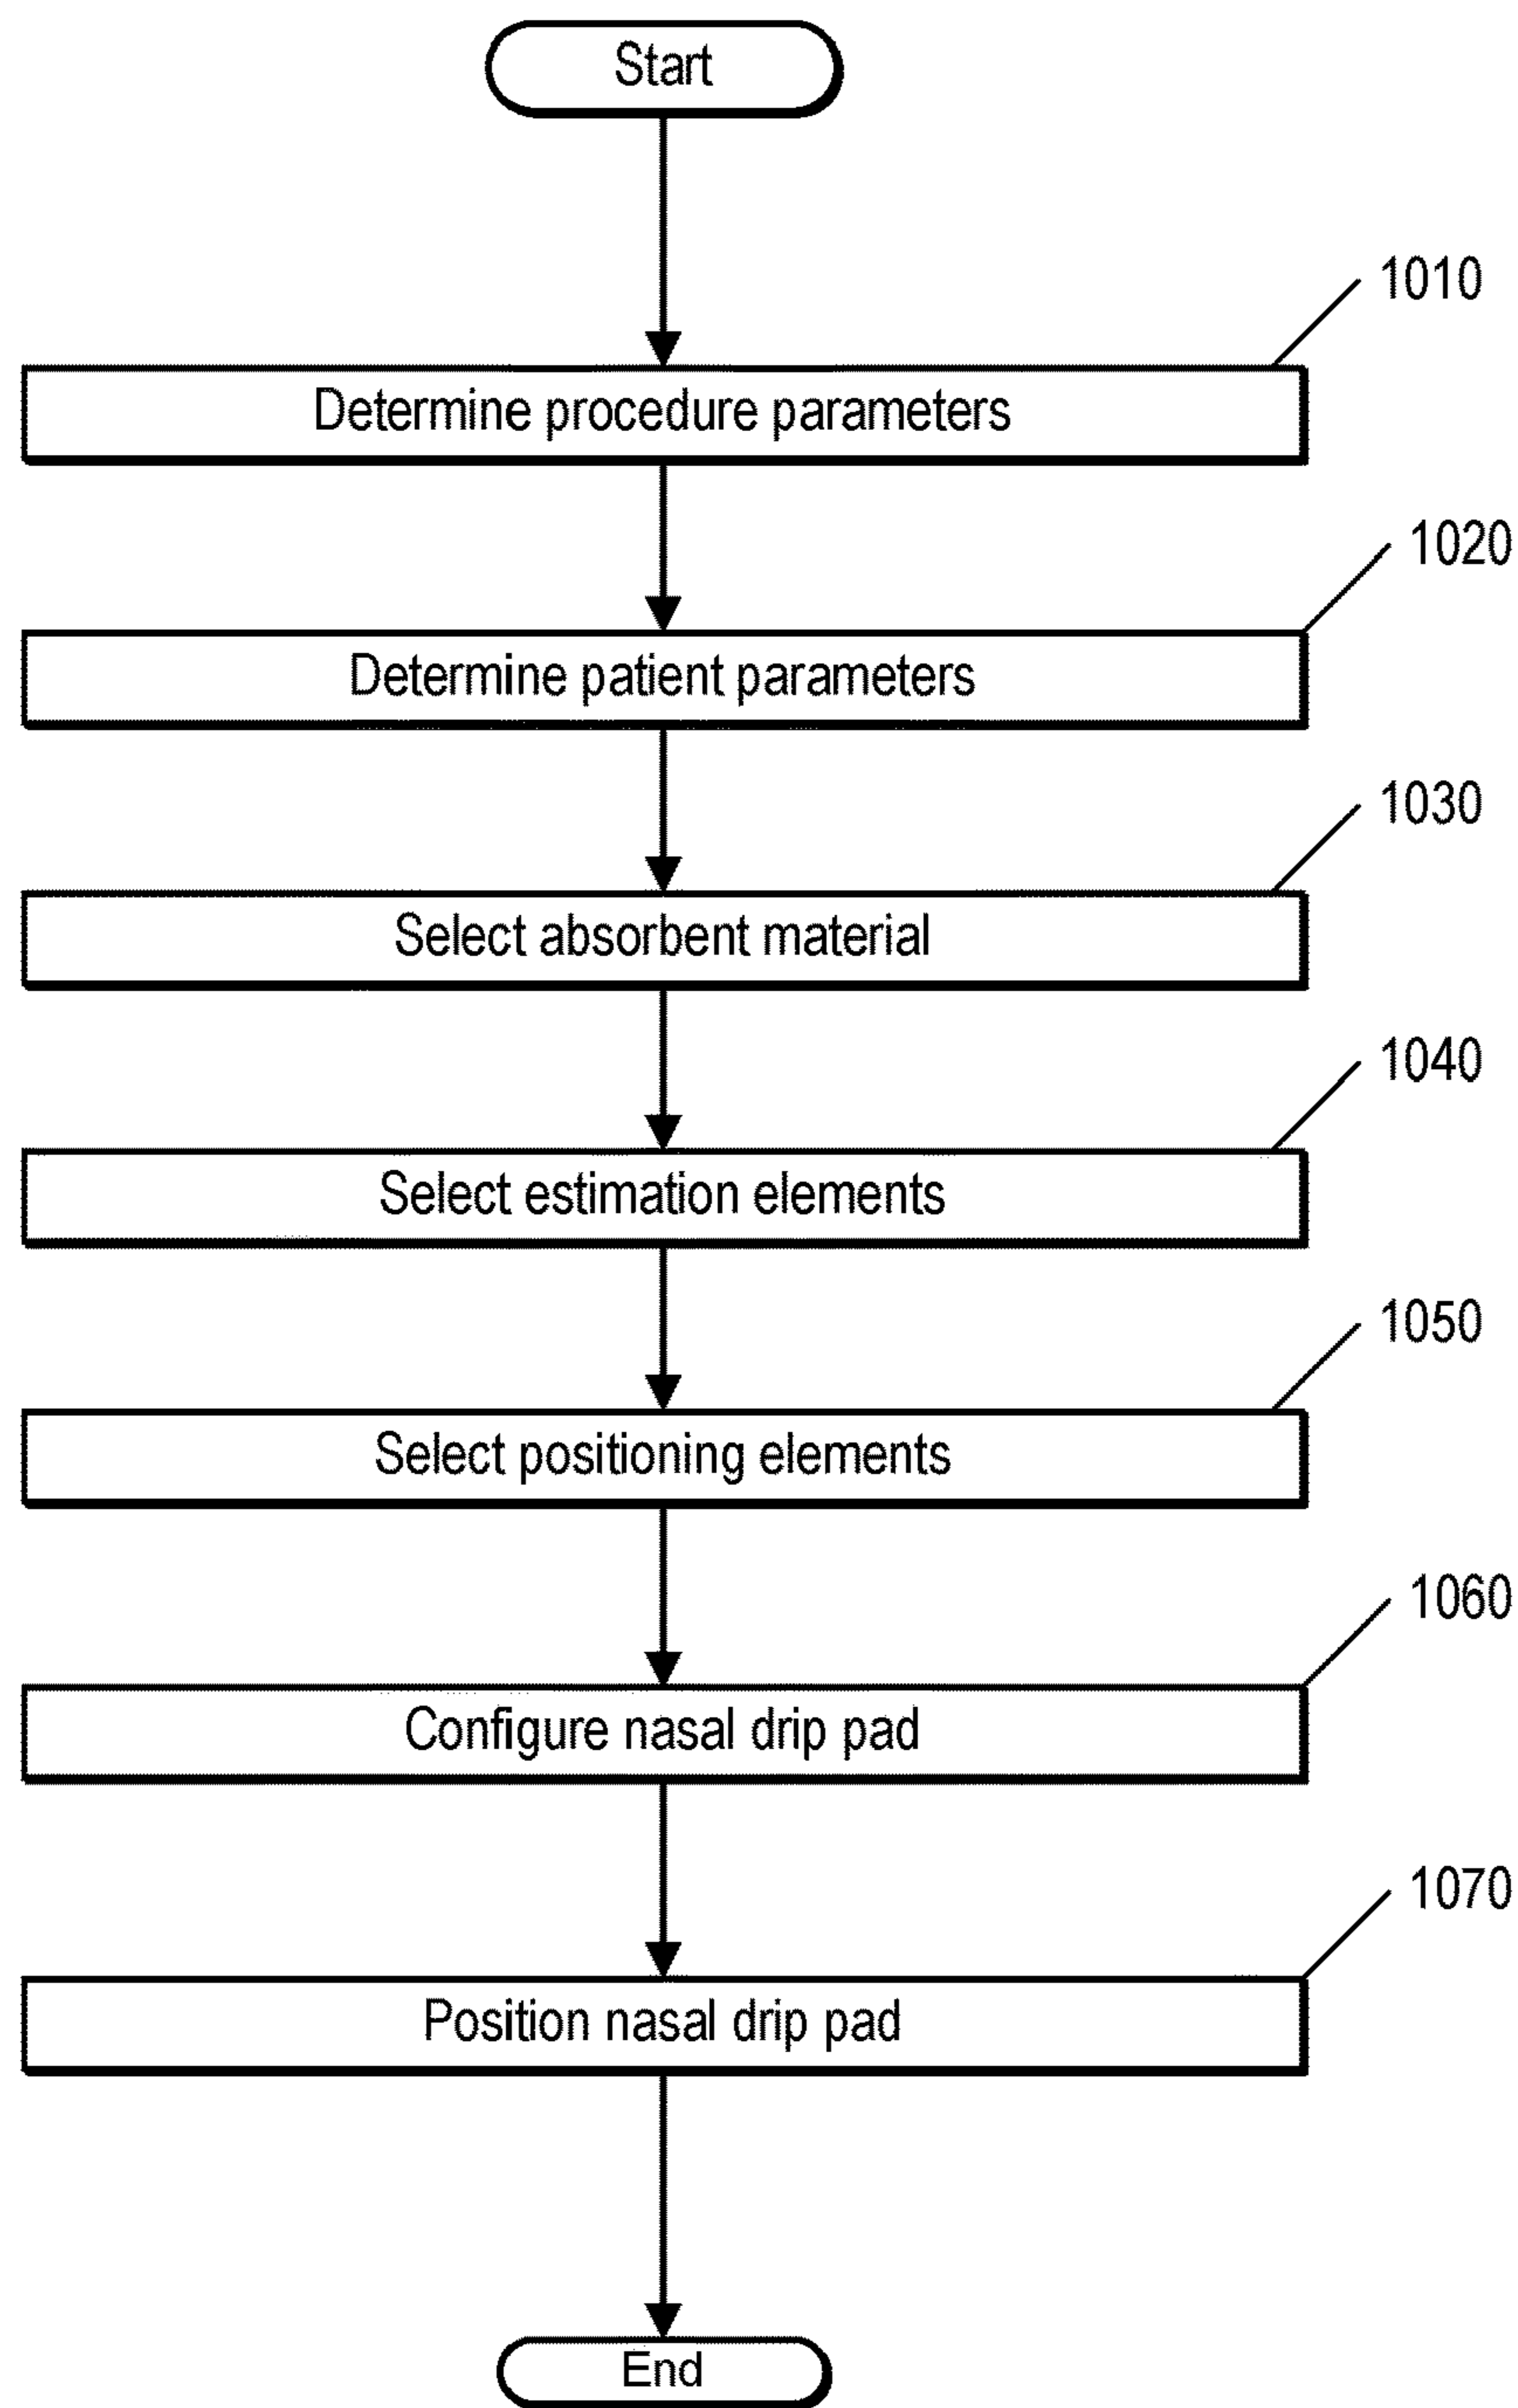 Start
1010
Determine procedure parameters
1020
Determine patient parameters
1030
Select absorbent material
1040
Select estimation elements
1050
Select positioning elements
1060
Configure nasal drip pad
1070
Position nasal drip pad
End